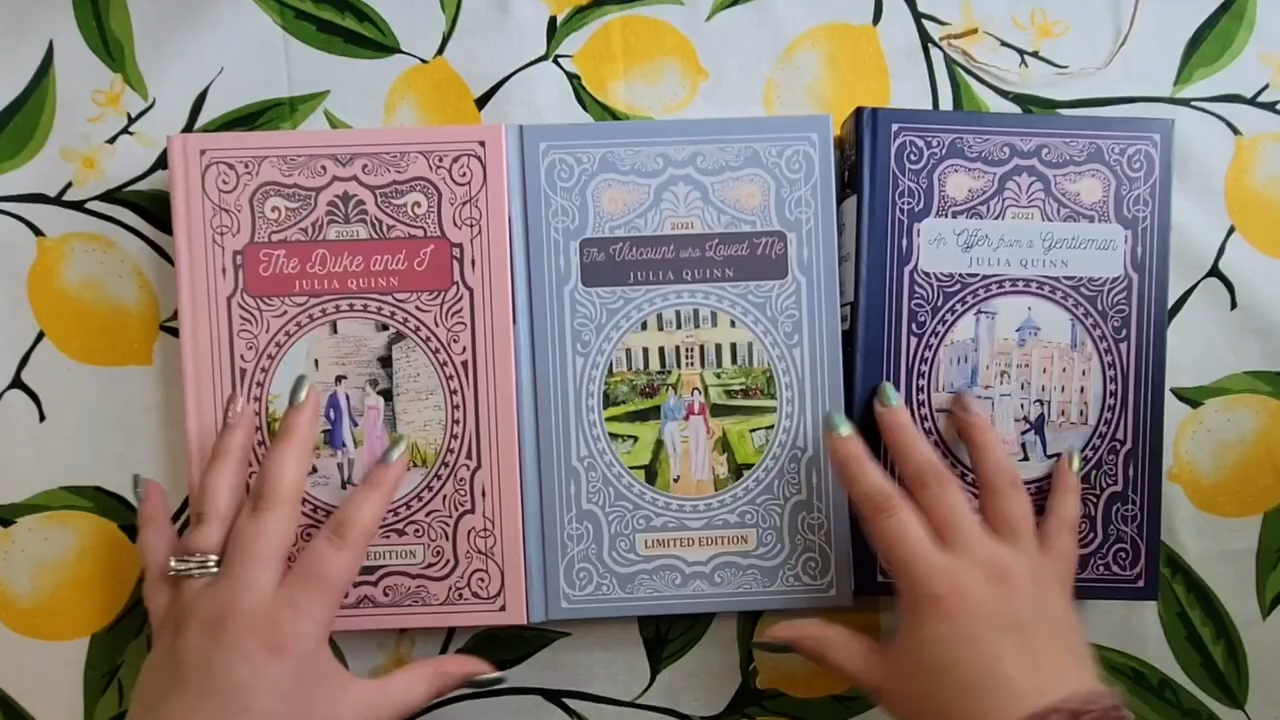 2021
The Duke and I
JULIA QUINN
EDITION
2021
The Viscount who Loved Me
JULIA QUINN
LIMITED EDITION
2021
An Offer from a Gentleman
JULIA QUINN